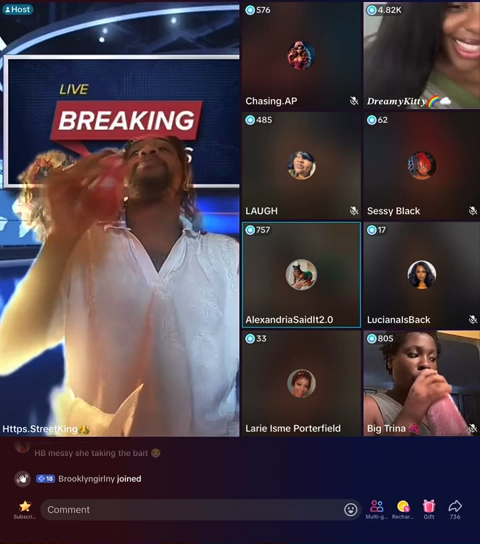 Host
LIVE
BREAKING
S
Https.StreetKing
576
Chasing.AP
4.82K
DreamyKitty
485
LAUGH
62
Sessy Black
757
AlexandriaSaidIt2.0
17
LucianaIsBack
33
Larie Isme Porterfield
805
Big Trina
HB messy she taking the bait
18 Brooklyngirlny joined
Subscri...
Comment
Multi-g...
Rechar...
Gift
736